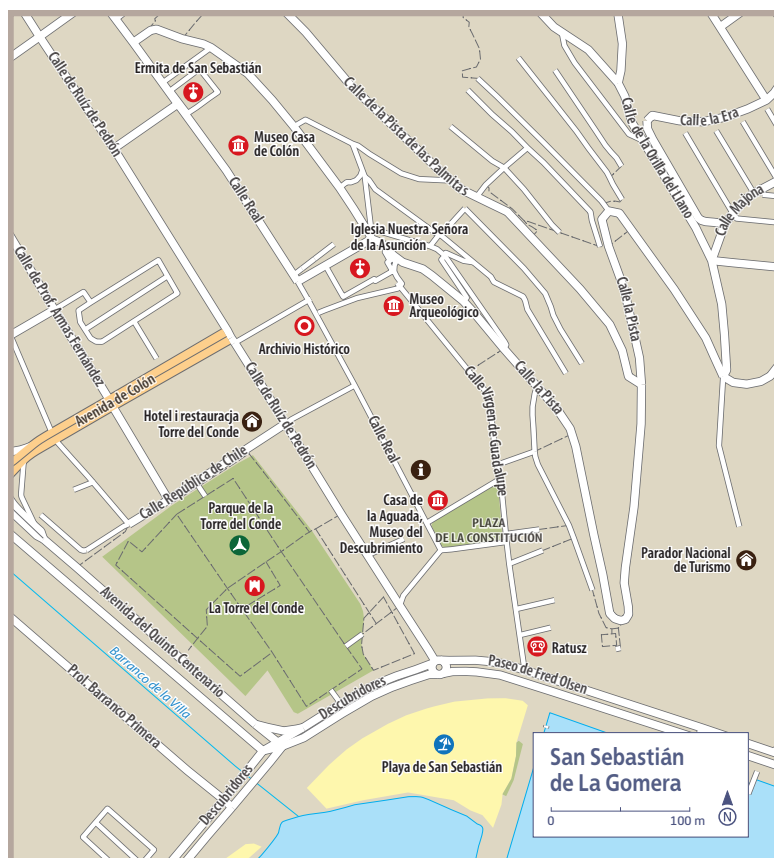 Ermita de San Sebastián
Calle de Ruíz de Pedrón
Calle de la Pista de las Palmitas
Calle la Era
Calle de la Orilla del Llano
Calle Majona
Museo Casa
de Colón
Calle Real
Iglesia Nuestra Señora
de la Asunción
Calle de Prof. Armas Fernández
Museo
Arqueológico
Calle la Pista
Archivio Histórico
Avenida de Colón
Calle de Ruíz de Pedrón
Calle la Pista
Hotel i restauracja
Torre del Conde
Calle Real
Calle Virgen de Guadalupe
Calle República de Chile
Casa de
la Aguada,
Museo del
Descubrimiento
Parque de la
Torre del Conde
PLAZA
DE LA CONSTITUCIÓN
Parador Nacional
de Turismo
La Torre del Conde
Avenida del Quinto Centenario
Ratusz
Barranco de la Villa
Paseo de Fred Olsen
Prol. Barranco Primera
Descubridores
Playa de San Sebastián
Descubridores
San Sebastián
de La Gomera
0 100 m
N